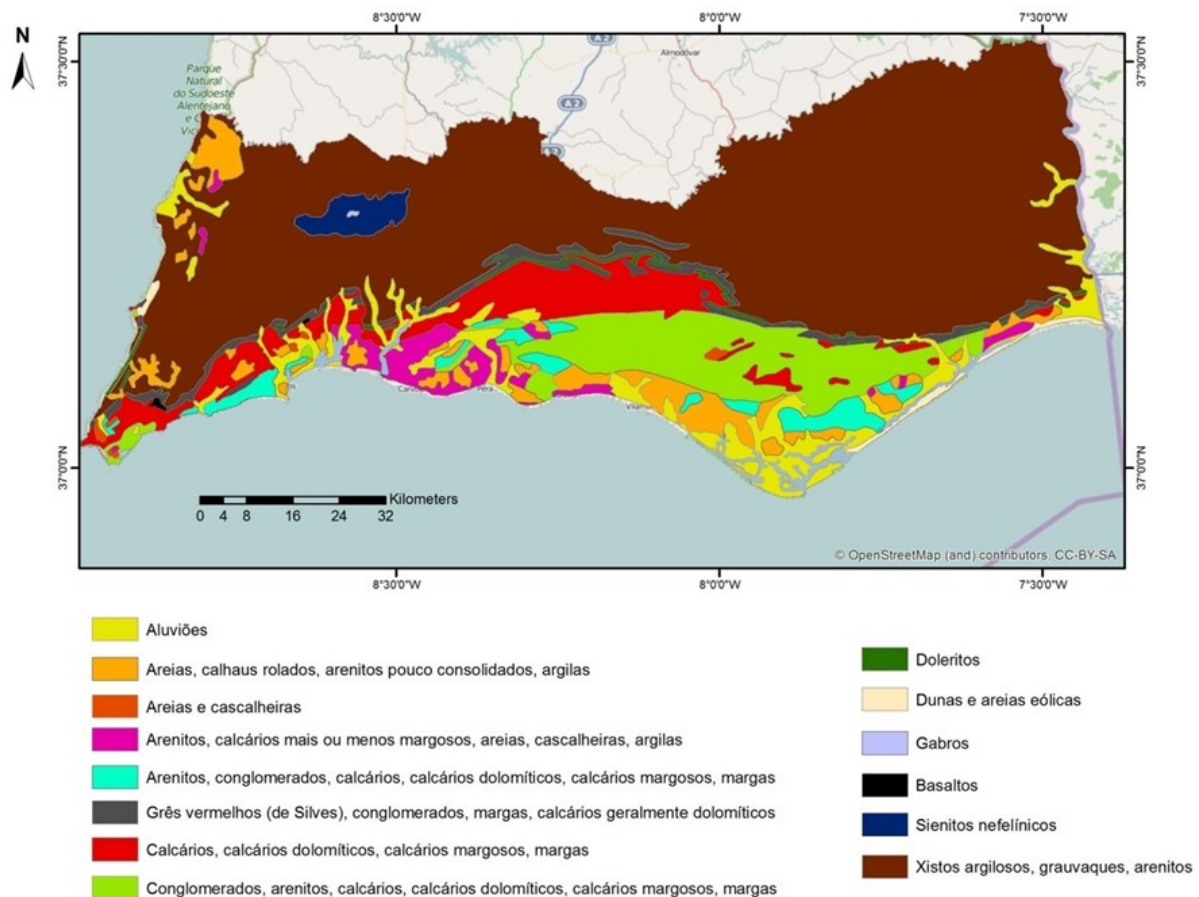 8°30'0"W
8°0'0"W
7°30'0"W
N
37°30'0"N
37°30'0"N
Parque
Natural
do Sudoeste
Alentejano
Almodôvar
A 2
A 2
37°0'0"N
37°0'0"N
Kilometers
0 4 8 16 24 32
© OpenStreetMap (and) contributors, CC-BY-SA
8°30'0"W
8°0'0"W
7°30'0"W
Aluviões
Areias, calhaus rolados, arenitos pouco consolidados, argilas
Areias e cascalheiras
Arenitos, calcários mais ou menos margosos, areias, cascalheiras, argilas
Arenitos, conglomerados, calcários, calcários dolomíticos, calcários margosos, margas
Grês vermelhos (de Silves), conglomerados, margas, calcários geralmente dolomíticos
Calcários, calcários dolomíticos, calcários margosos, margas
Conglomerados, arenitos, calcários, calcários dolomíticos, calcários margosos, margas
Doleritos
Dunas e areias eólicas
Gabros
Basaltos
Sienitos nefelínicos
Xistos argilosos, grauvaques, arenitos